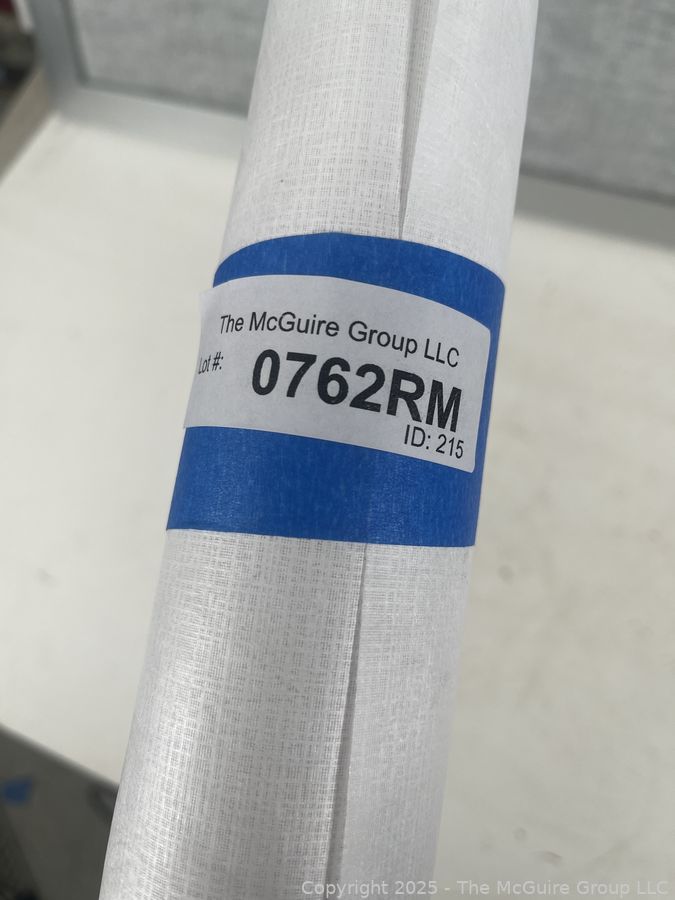 The McGuire Group LLC
Lot #:
0762RM
ID: 215
Copyright 2025 - The McGuire Group LLC